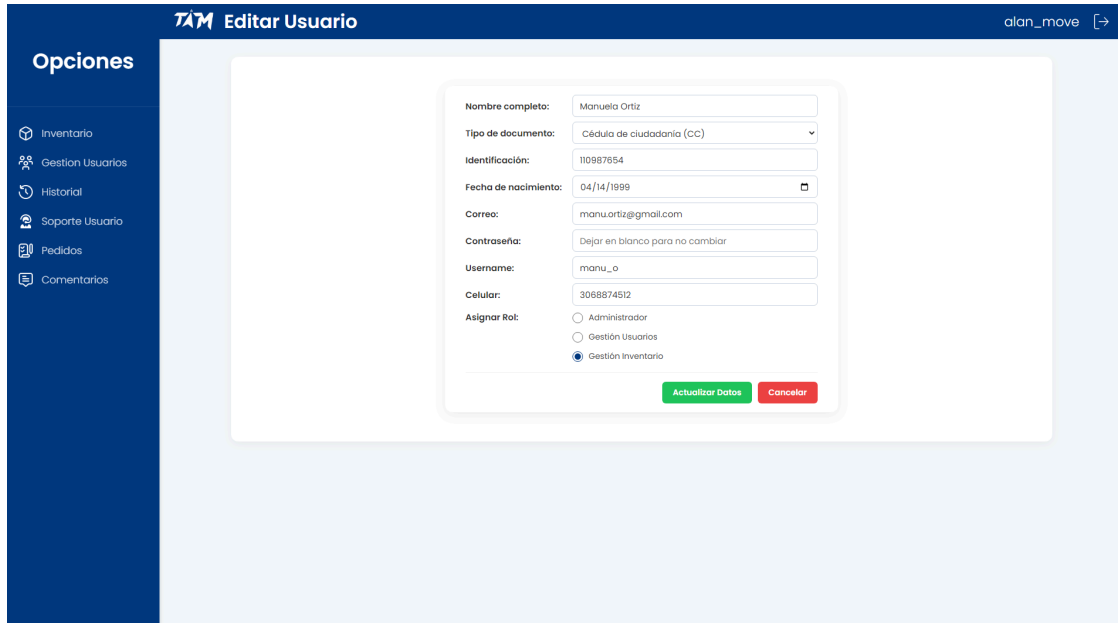 TAM Editar Usuario
alan_move
Opciones
Inventario
Gestion Usuarios
Historial
Soporte Usuario
Pedidos
Comentarios
Nombre completo: Manuela Ortiz
Tipo de documento: Cédula de ciudadanía (CC)
Identificación: 110987654
Fecha de nacimiento: 04/14/1999
Correo: manu.ortiz@gmail.com
Contraseña: Dejar en blanco para no cambiar
Username: manu_o
Celular: 3068874512
Asignar Rol: Administrador
Gestión Usuarios
Gestión Inventario
Actualizar Datos Cancelar